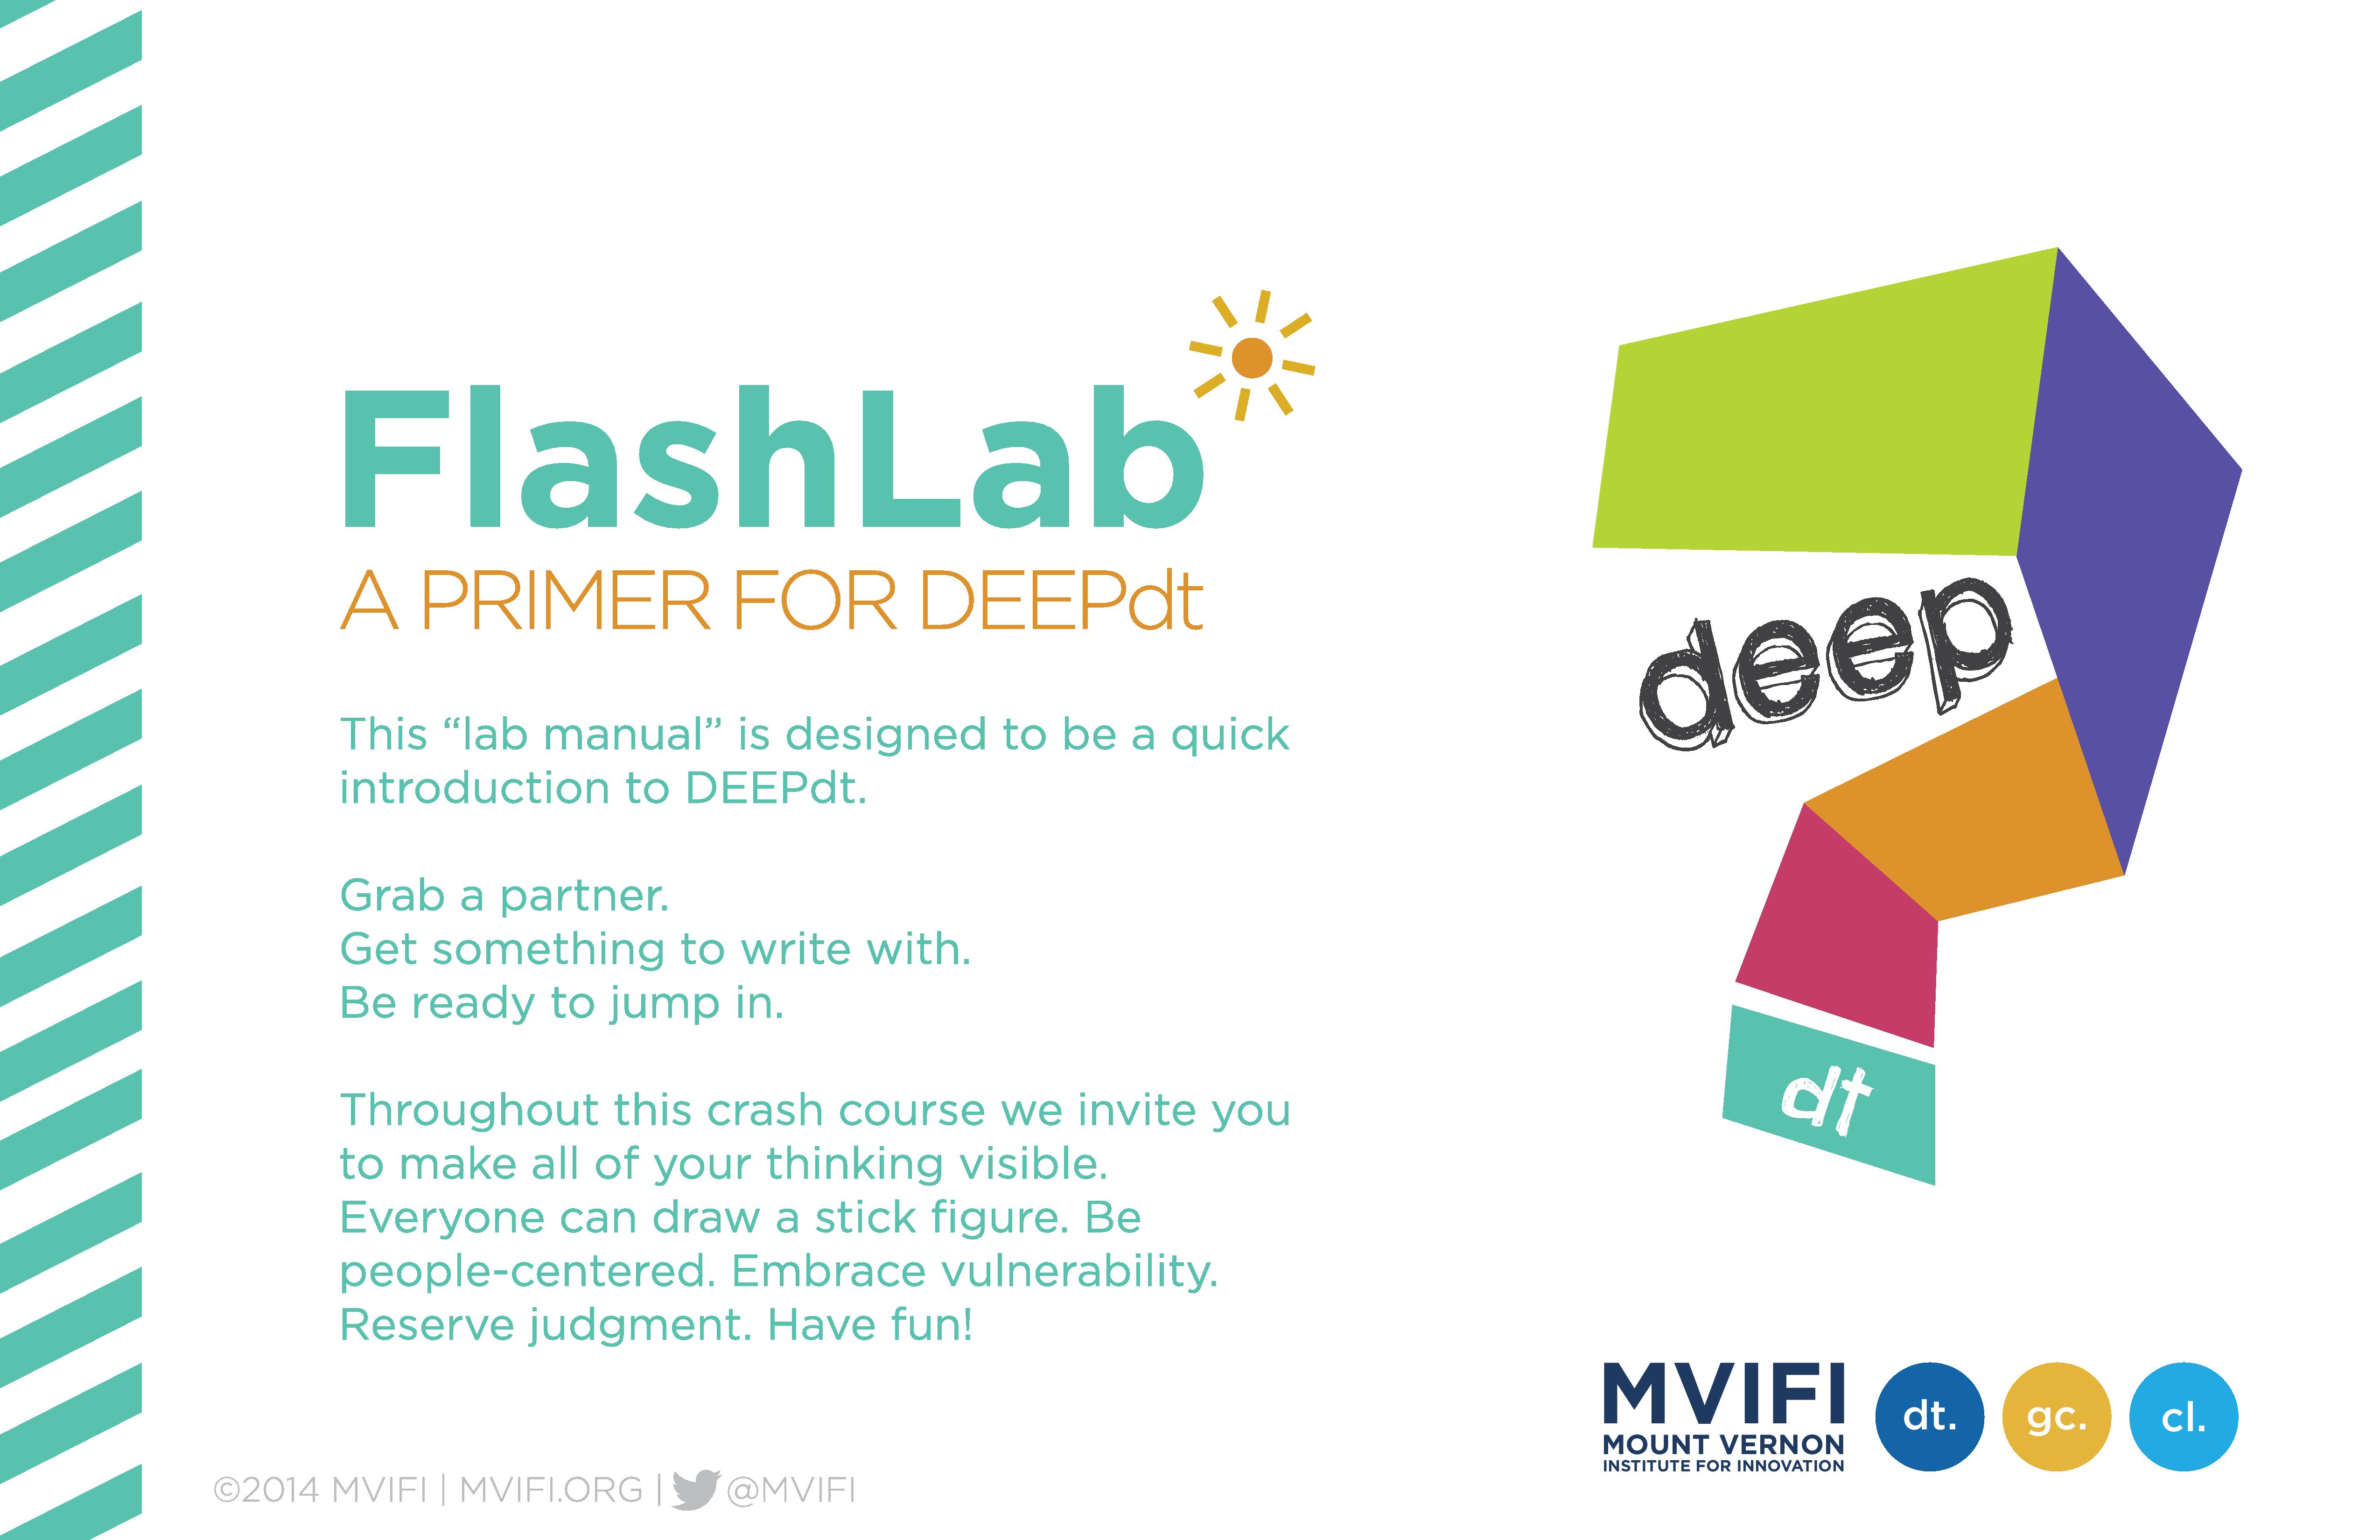 FlashLab
A PRIMER FOR DEEPdt
This “lab manual” is designed to be a quick
introduction to DEEPdt.
Grab a partner.
Get something to write with.
Be ready to jump in.
Throughout this crash course we invite you
to make all of your thinking visible.
Everyone can draw a stick figure. Be
people-centered. Embrace vulnerability.
Reserve judgment. Have fun!
deep
dt
MVIFI
MOUNT VERNON
INSTITUTE FOR INNOVATION
dt. gc. cl.
©2014 MVIFI | MVIFI.ORG | @MVIFI